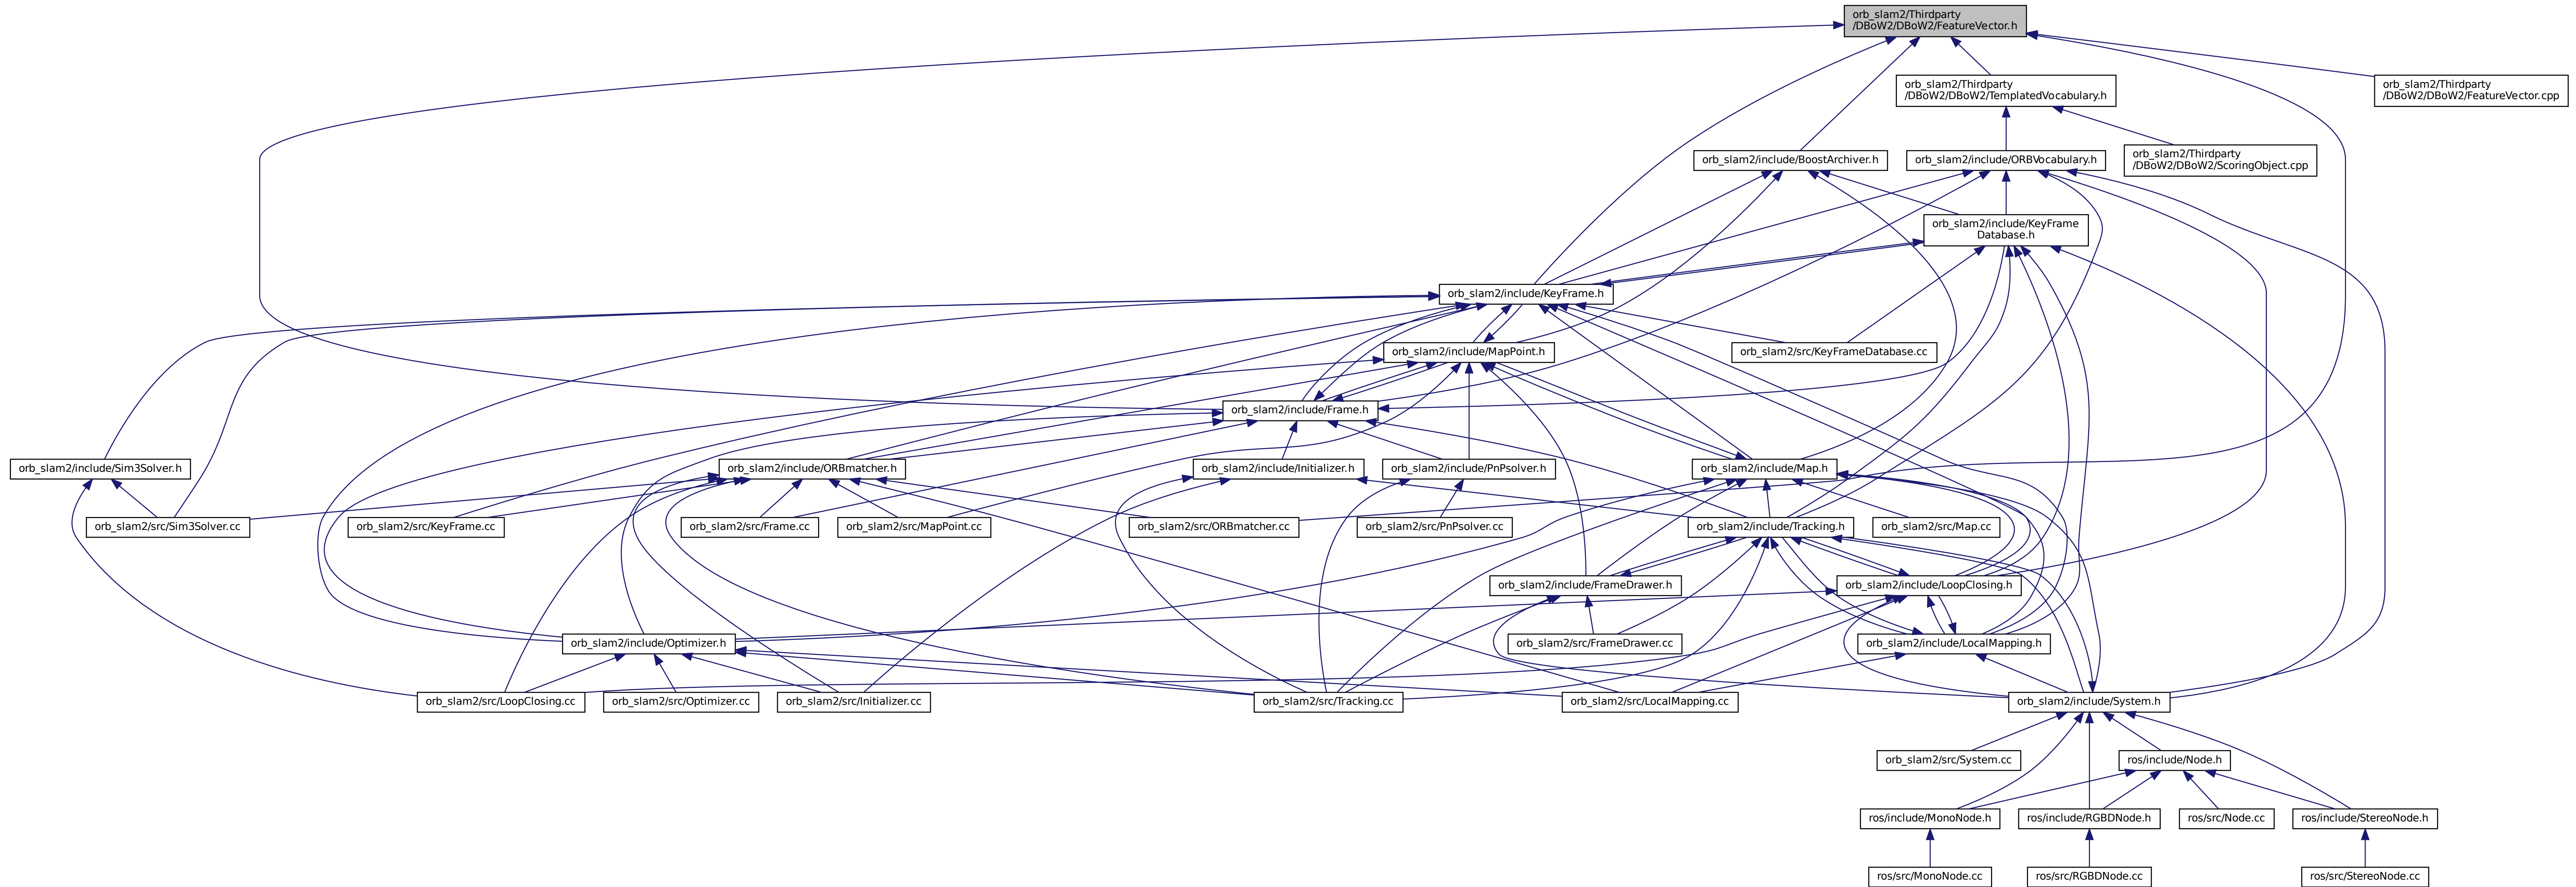 orb_slam2/Thirdparty
/DBoW2/DBoW2/FeatureVector.h
orb_slam2/Thirdparty
/DBoW2/DBoW2/TemplatedVocabulary.h
orb_slam2/Thirdparty
/DBoW2/DBoW2/FeatureVector.cpp
orb_slam2/include/BoostArchiver.h
orb_slam2/include/ORBVocabulary.h
orb_slam2/Thirdparty
/DBoW2/DBoW2/ScoringObject.cpp
orb_slam2/include/KeyFrame
Database.h
orb_slam2/include/KeyFrame.h
orb_slam2/include/MapPoint.h
orb_slam2/src/KeyFrameDatabase.cc
orb_slam2/include/Frame.h
orb_slam2/include/Sim3Solver.h
orb_slam2/include/ORBmatcher.h
orb_slam2/include/Initializer.h
orb_slam2/include/PnPsolver.h
orb_slam2/include/Map.h
orb_slam2/src/Sim3Solver.cc
orb_slam2/src/KeyFrame.cc
orb_slam2/src/Frame.cc
orb_slam2/src/MapPoint.cc
orb_slam2/src/ORBmatcher.cc
orb_slam2/src/PnPsolver.cc
orb_slam2/include/Tracking.h
orb_slam2/src/Map.cc
orb_slam2/include/FrameDrawer.h
orb_slam2/include/LoopClosing.h
orb_slam2/include/Optimizer.h
orb_slam2/src/FrameDrawer.cc
orb_slam2/include/LocalMapping.h
orb_slam2/src/LoopClosing.cc
orb_slam2/src/Optimizer.cc
orb_slam2/src/Initializer.cc
orb_slam2/src/Tracking.cc
orb_slam2/src/LocalMapping.cc
orb_slam2/include/System.h
orb_slam2/src/System.cc
ros/include/Node.h
ros/include/MonoNode.h
ros/include/RGBDNode.h
ros/src/Node.cc
ros/include/StereoNode.h
ros/src/MonoNode.cc
ros/src/RGBDNode.cc
ros/src/StereoNode.cc